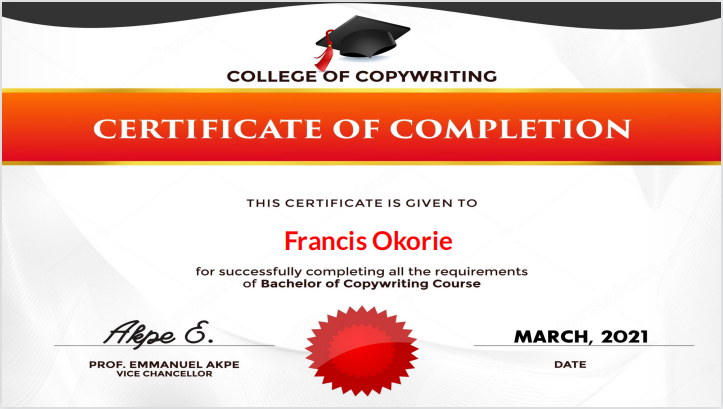 COLLEGE OF COPYWRITING
CERTIFICATE OF COMPLETION
THIS CERTIFICATE IS GIVEN TO
Francis Okorie
for successfully completing all the requirements
of Bachelor of Copywriting Course
Akpe E.
PROF. EMMANUEL AKPE
VICE CHANCELLOR
MARCH, 2021
DATE